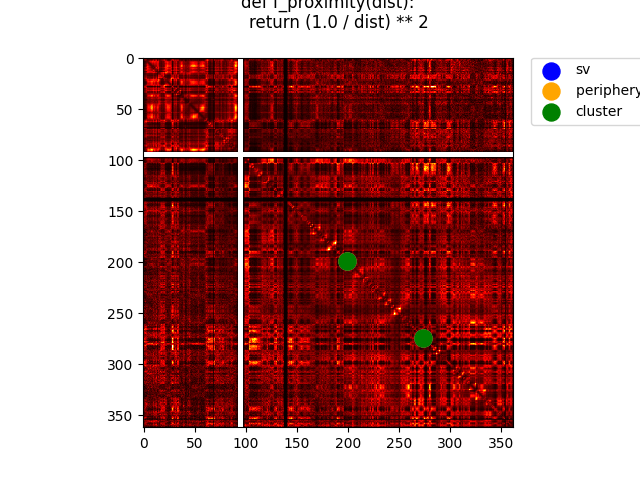 def f_proximity(dist):
return (1.0 / dist) ** 2
sv
periphery
cluster
0
50
100
150
200
250
300
350
0 50 100 150 200 250 300 350